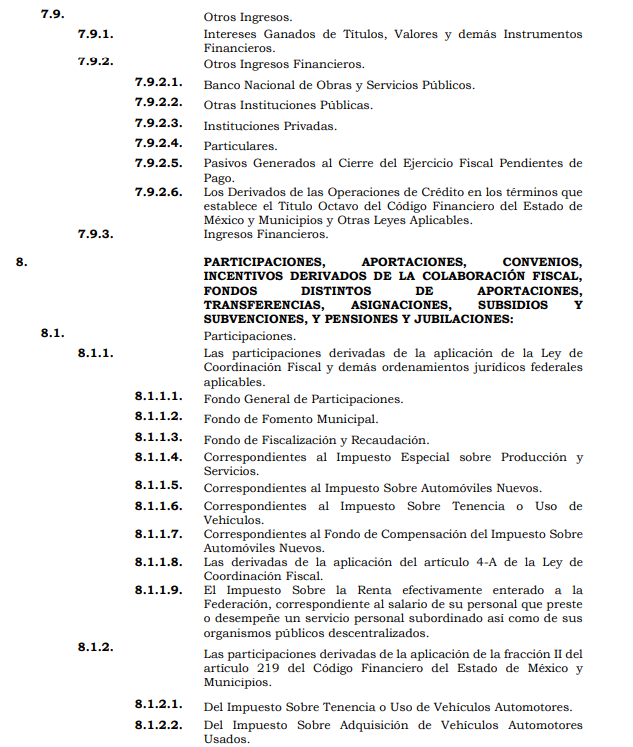 7.9. Otros Ingresos.
7.9.1. Intereses Ganados de Títulos, Valores y demás Instrumentos
Financieros.
7.9.2. Otros Ingresos Financieros.
7.9.2.1. Banco Nacional de Obras y Servicios Públicos.
7.9.2.2. Otras Instituciones Públicas.
7.9.2.3. Instituciones Privadas.
7.9.2.4. Particulares.
7.9.2.5. Pasivos Generados al Cierre del Ejercicio Fiscal Pendientes de
Pago.
7.9.2.6. Los Derivados de las Operaciones de Crédito en los términos que
establece el Título Octavo del Código Financiero del Estado de
México y Municipios y Otras Leyes Aplicables.
7.9.3. Ingresos Financieros.
8. PARTICIPACIONES, APORTACIONES, CONVENIOS,
INCENTIVOS DERIVADOS DE LA COLABORACIÓN FISCAL,
FONDOS DISTINTOS DE APORTACIONES,
TRANSFERENCIAS, ASIGNACIONES, SUBSIDIOS Y
SUBVENCIONES, Y PENSIONES Y JUBILACIONES:
8.1. Participaciones.
8.1.1. Las participaciones derivadas de la aplicación de la Ley de
Coordinación Fiscal y demás ordenamientos jurídicos federales
aplicables.
8.1.1.1. Fondo General de Participaciones.
8.1.1.2. Fondo de Fomento Municipal.
8.1.1.3. Fondo de Fiscalización y Recaudación.
8.1.1.4. Correspondientes al Impuesto Especial sobre Producción y
Servicios.
8.1.1.5. Correspondientes al Impuesto Sobre Automóviles Nuevos.
8.1.1.6. Correspondientes al Impuesto Sobre Tenencia o Uso de
Vehículos.
8.1.1.7. Correspondientes al Fondo de Compensación del Impuesto Sobre
Automóviles Nuevos.
8.1.1.8. Las derivadas de la aplicación del artículo 4-A de la Ley de
Coordinación Fiscal.
8.1.1.9. El Impuesto Sobre la Renta efectivamente enterado a la
Federación, correspondiente al salario de su personal que preste
o desempeñe un servicio personal subordinado así como de sus
organismos públicos descentralizados.
8.1.2. Las participaciones derivadas de la aplicación de la fracción II del
artículo 219 del Código Financiero del Estado de México y
Municipios.
8.1.2.1. Del Impuesto Sobre Tenencia o Uso de Vehículos Automotores.
8.1.2.2. Del Impuesto Sobre Adquisición de Vehículos Automotores
Usados.